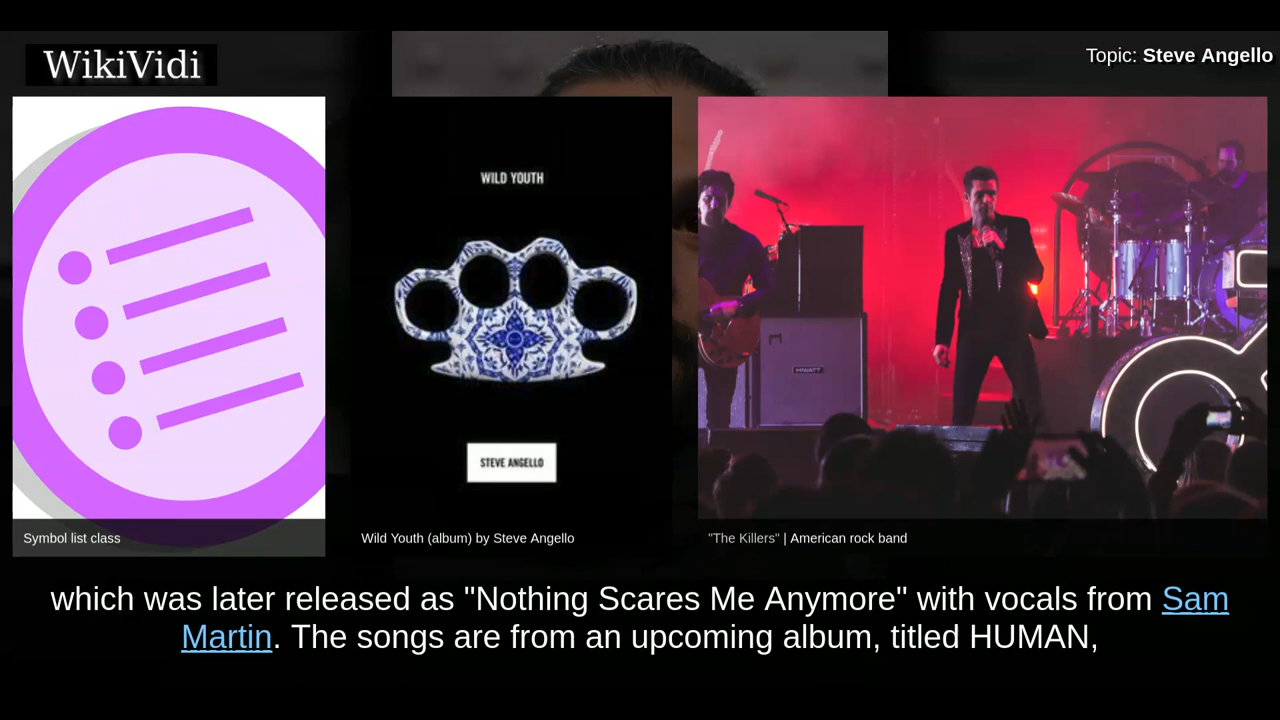 WikiVidi
Topic: Steve Angello
WILD YOUTH
STEVE ANGELLO
HIWATT
Symbol list class
Wild Youth (album) by Steve Angello
"The Killers" | American rock band
which was later released as "Nothing Scares Me Anymore" with vocals from Sam
Martin. The songs are from an upcoming album, titled HUMAN,